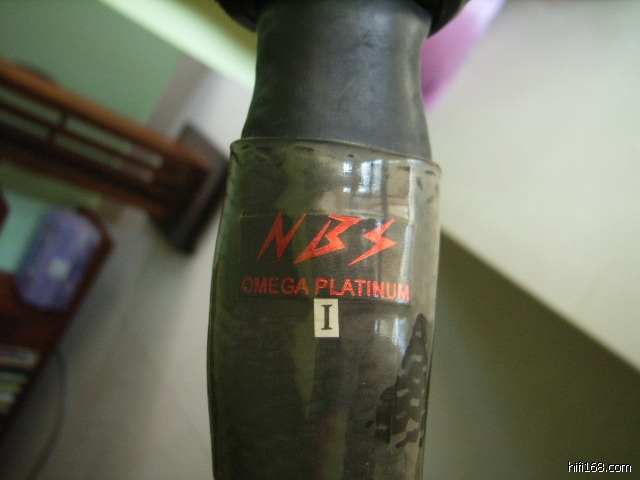 NBS
OMEGA PLATINUM
I
hifi168.com